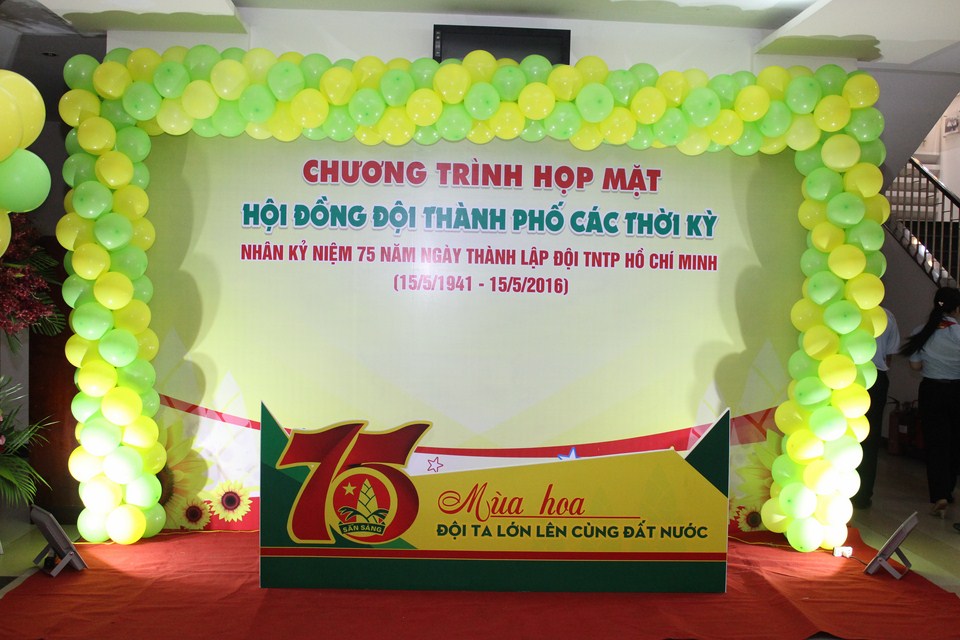 CHƯƠNG TRÌNH HỌP MẶT
HỘI ĐỒNG ĐỘI THÀNH PHỐ CÁC THỜI KỲ
NHÂN KỶ NIỆM 75 NĂM NGÀY THÀNH LẬP ĐỘI TNTP HỒ CHÍ MINH
(15/5/1941 - 15/5/2016)
75
SẴN SÀNG
Mùa hoa
ĐỘI TA LỚN LÊN CÙNG ĐẤT NƯỚC